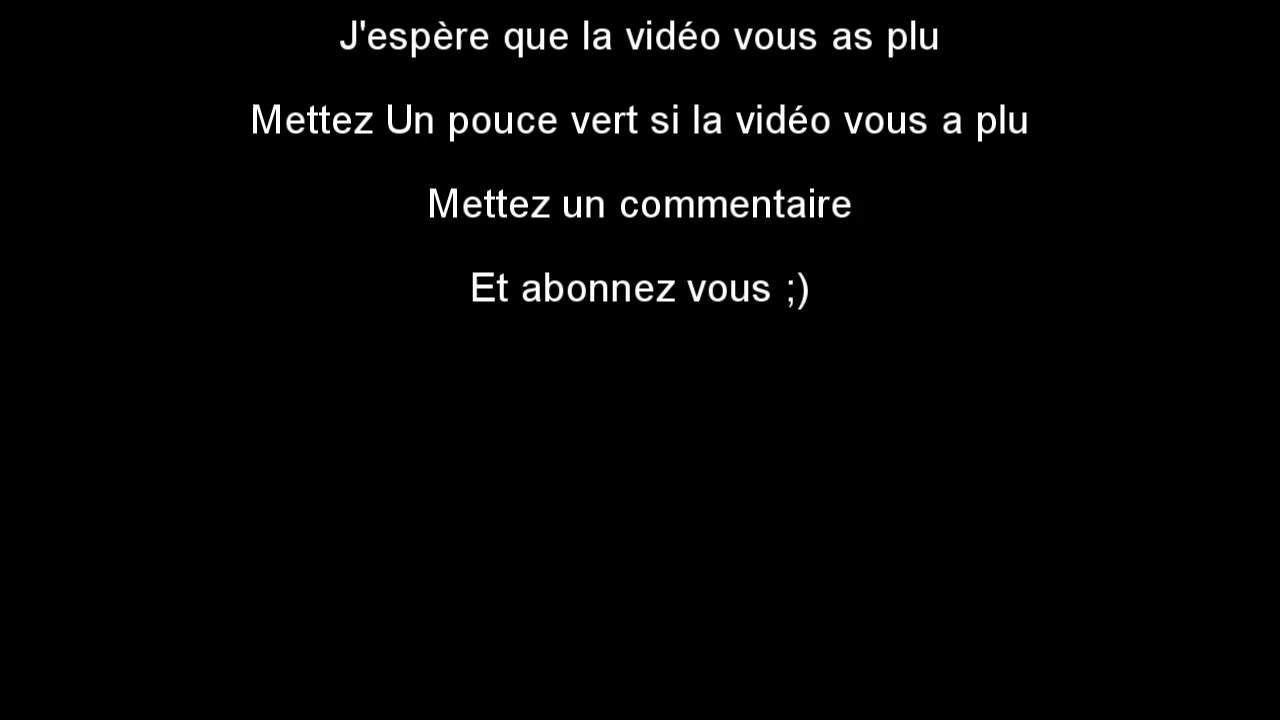 J'espère que la vidéo vous as plu
Mettez Un pouce vert si la vidéo vous a plu
Mettez un commentaire
Et abonnez vous ;)